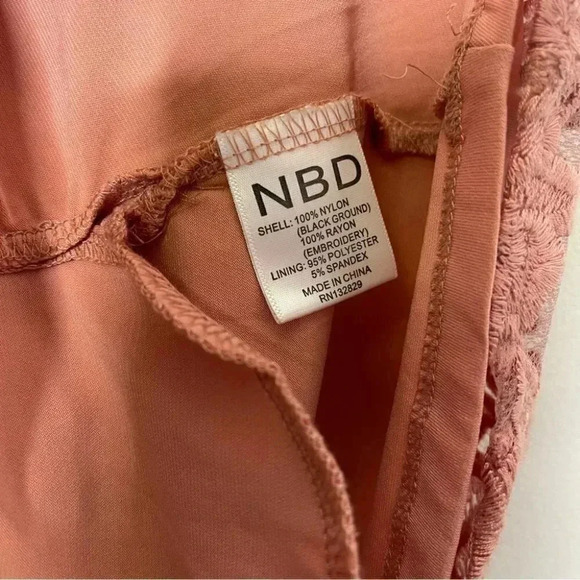 NBD
SHELL: 100% NYLON
(BLACK GROUND)
100% RAYON
(EMBROIDERY)
LINING: 95% POLYESTER
5% SPANDEX
MADE IN CHINA
RN132829